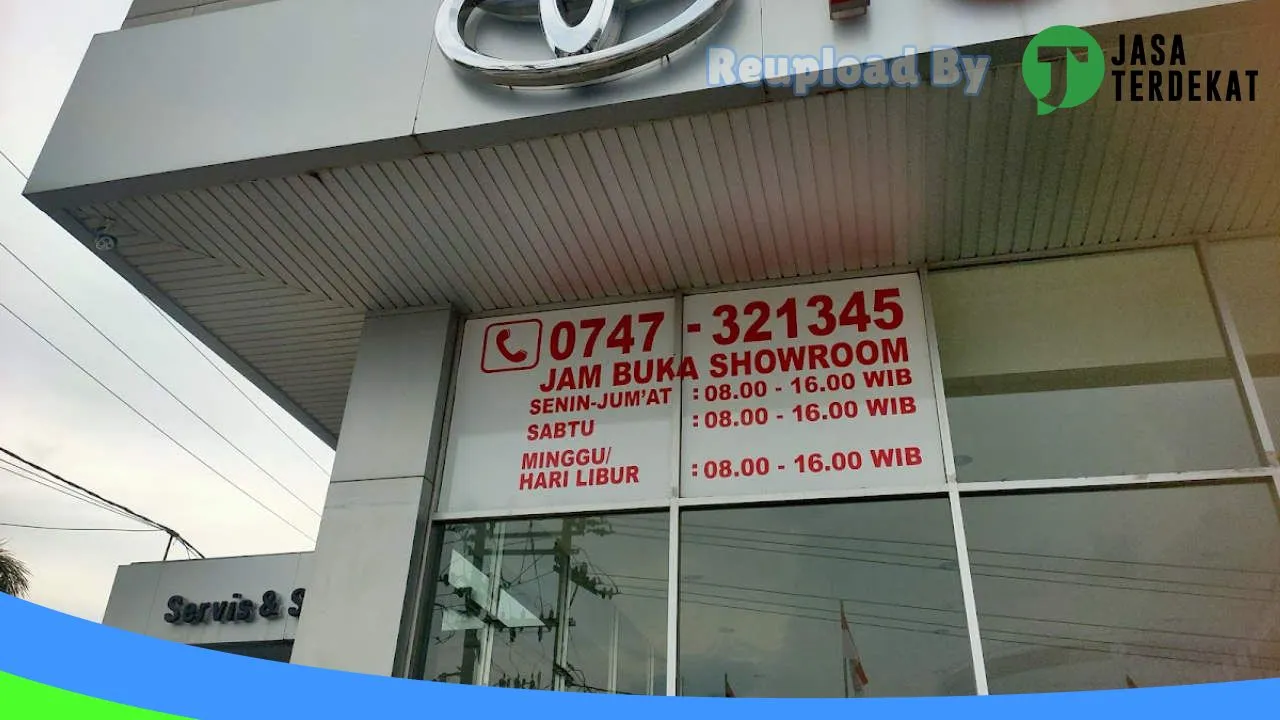 Reupload By
JASA
TERDEKAT
0747 - 321345
JAM BUKA SHOWROOM
SENIN-JUM'AT : 08.00 - 16.00 WIB
SABTU : 08.00 - 16.00 WIB
MINGGU/
HARI LIBUR : 08.00 - 16.00 WIB
Servis & S